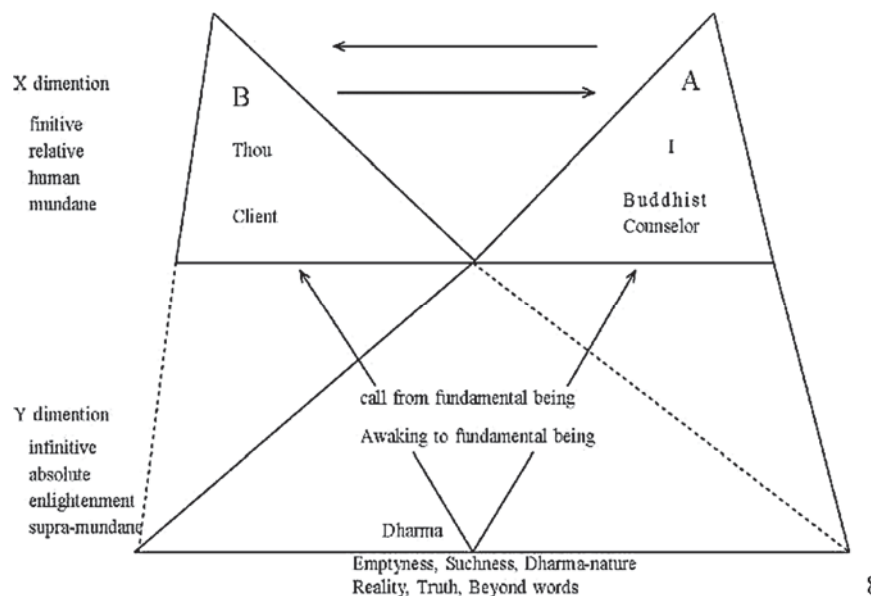 X dimention
finitive
relative
human
mundane
B
Thou
Client
A
I
Buddhist
Counselor
Y dimention
infinitive
absolute
enlightenment
supra-mundane
call from fundamental being
Awaking to fundamental being
Dharma
Emptyness, Suchness, Dharma-nature
Reality, Truth, Beyond words